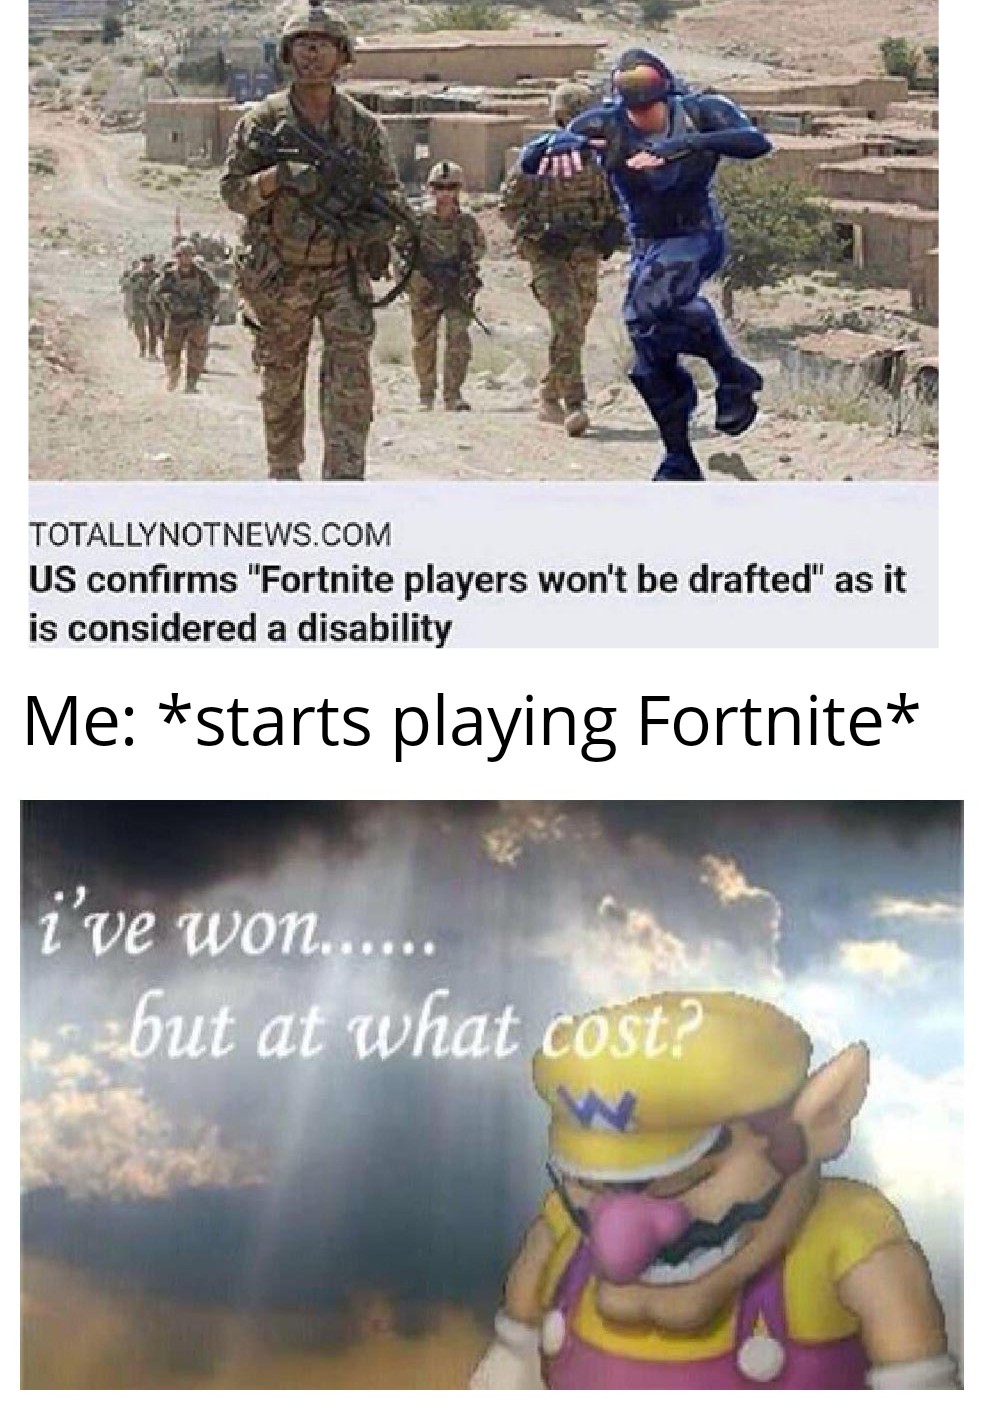 TOTALLYNOTNEWS.COM
US confirms "Fortnite players won't be drafted" as it
is considered a disability
Me: *starts playing Fortnite*
i've won......
but at what cost?
W